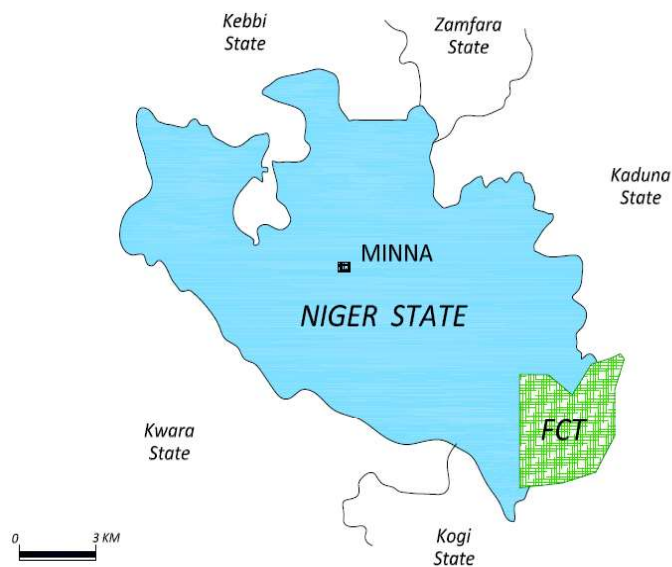 Kebbi
State
Zamfara
State
Kaduna
State
MINNA
NIGER STATE
FCT
Kwara
State
Kogi
State
0 3 KM